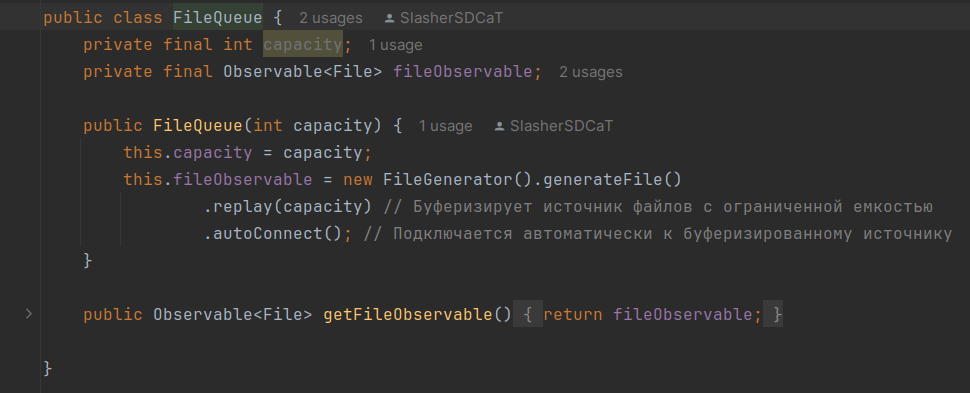 public class FileQueue { 2 usages SlasherSDCaT
private final int capacity; 1 usage
private final Observable<File> fileObservable; 2 usages
public FileQueue(int capacity) { 1 usage SlasherSDCaT
this.capacity = capacity;
this.fileObservable = new FileGenerator().generateFile()
.replay(capacity) // Буферизирует источник файлов с ограниченной емкостью
.autoConnect(); // Подключается автоматически к буферизированному источнику
}
public Observable<File> getFileObservable() { return fileObservable; }
}